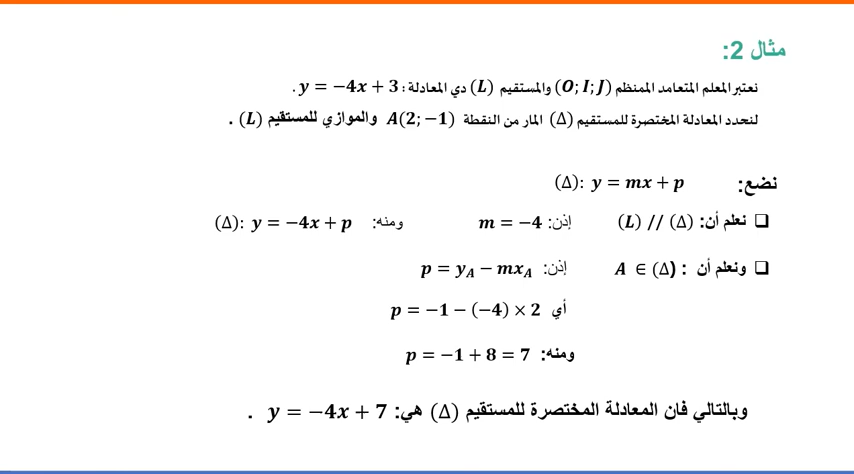 مثال 2:
نعتبر المعلم المتعامد الممنظم (O; I; J) والمستقيم (L) دي المعادلة : y = −4x + 3 .
لنحدد المعادلة المختصرة للمستقيم (Δ) المار من النقطة A(2; −1) والموازي للمستقيم (L) .
نضع: (Δ): y = mx + p
❑ نعلم أن: (Δ) // (L) إذن: m = −4 ومنه: (Δ): y = −4x + p
❑ ونعلم أن : A ∈ (Δ) إذن: p = y_A − mx_A
أي p = −1 − (−4) × 2
ومنه: p = −1 + 8 = 7
وبالتالي فان المعادلة المختصرة للمستقيم (Δ) هي: y = −4x + 7 .